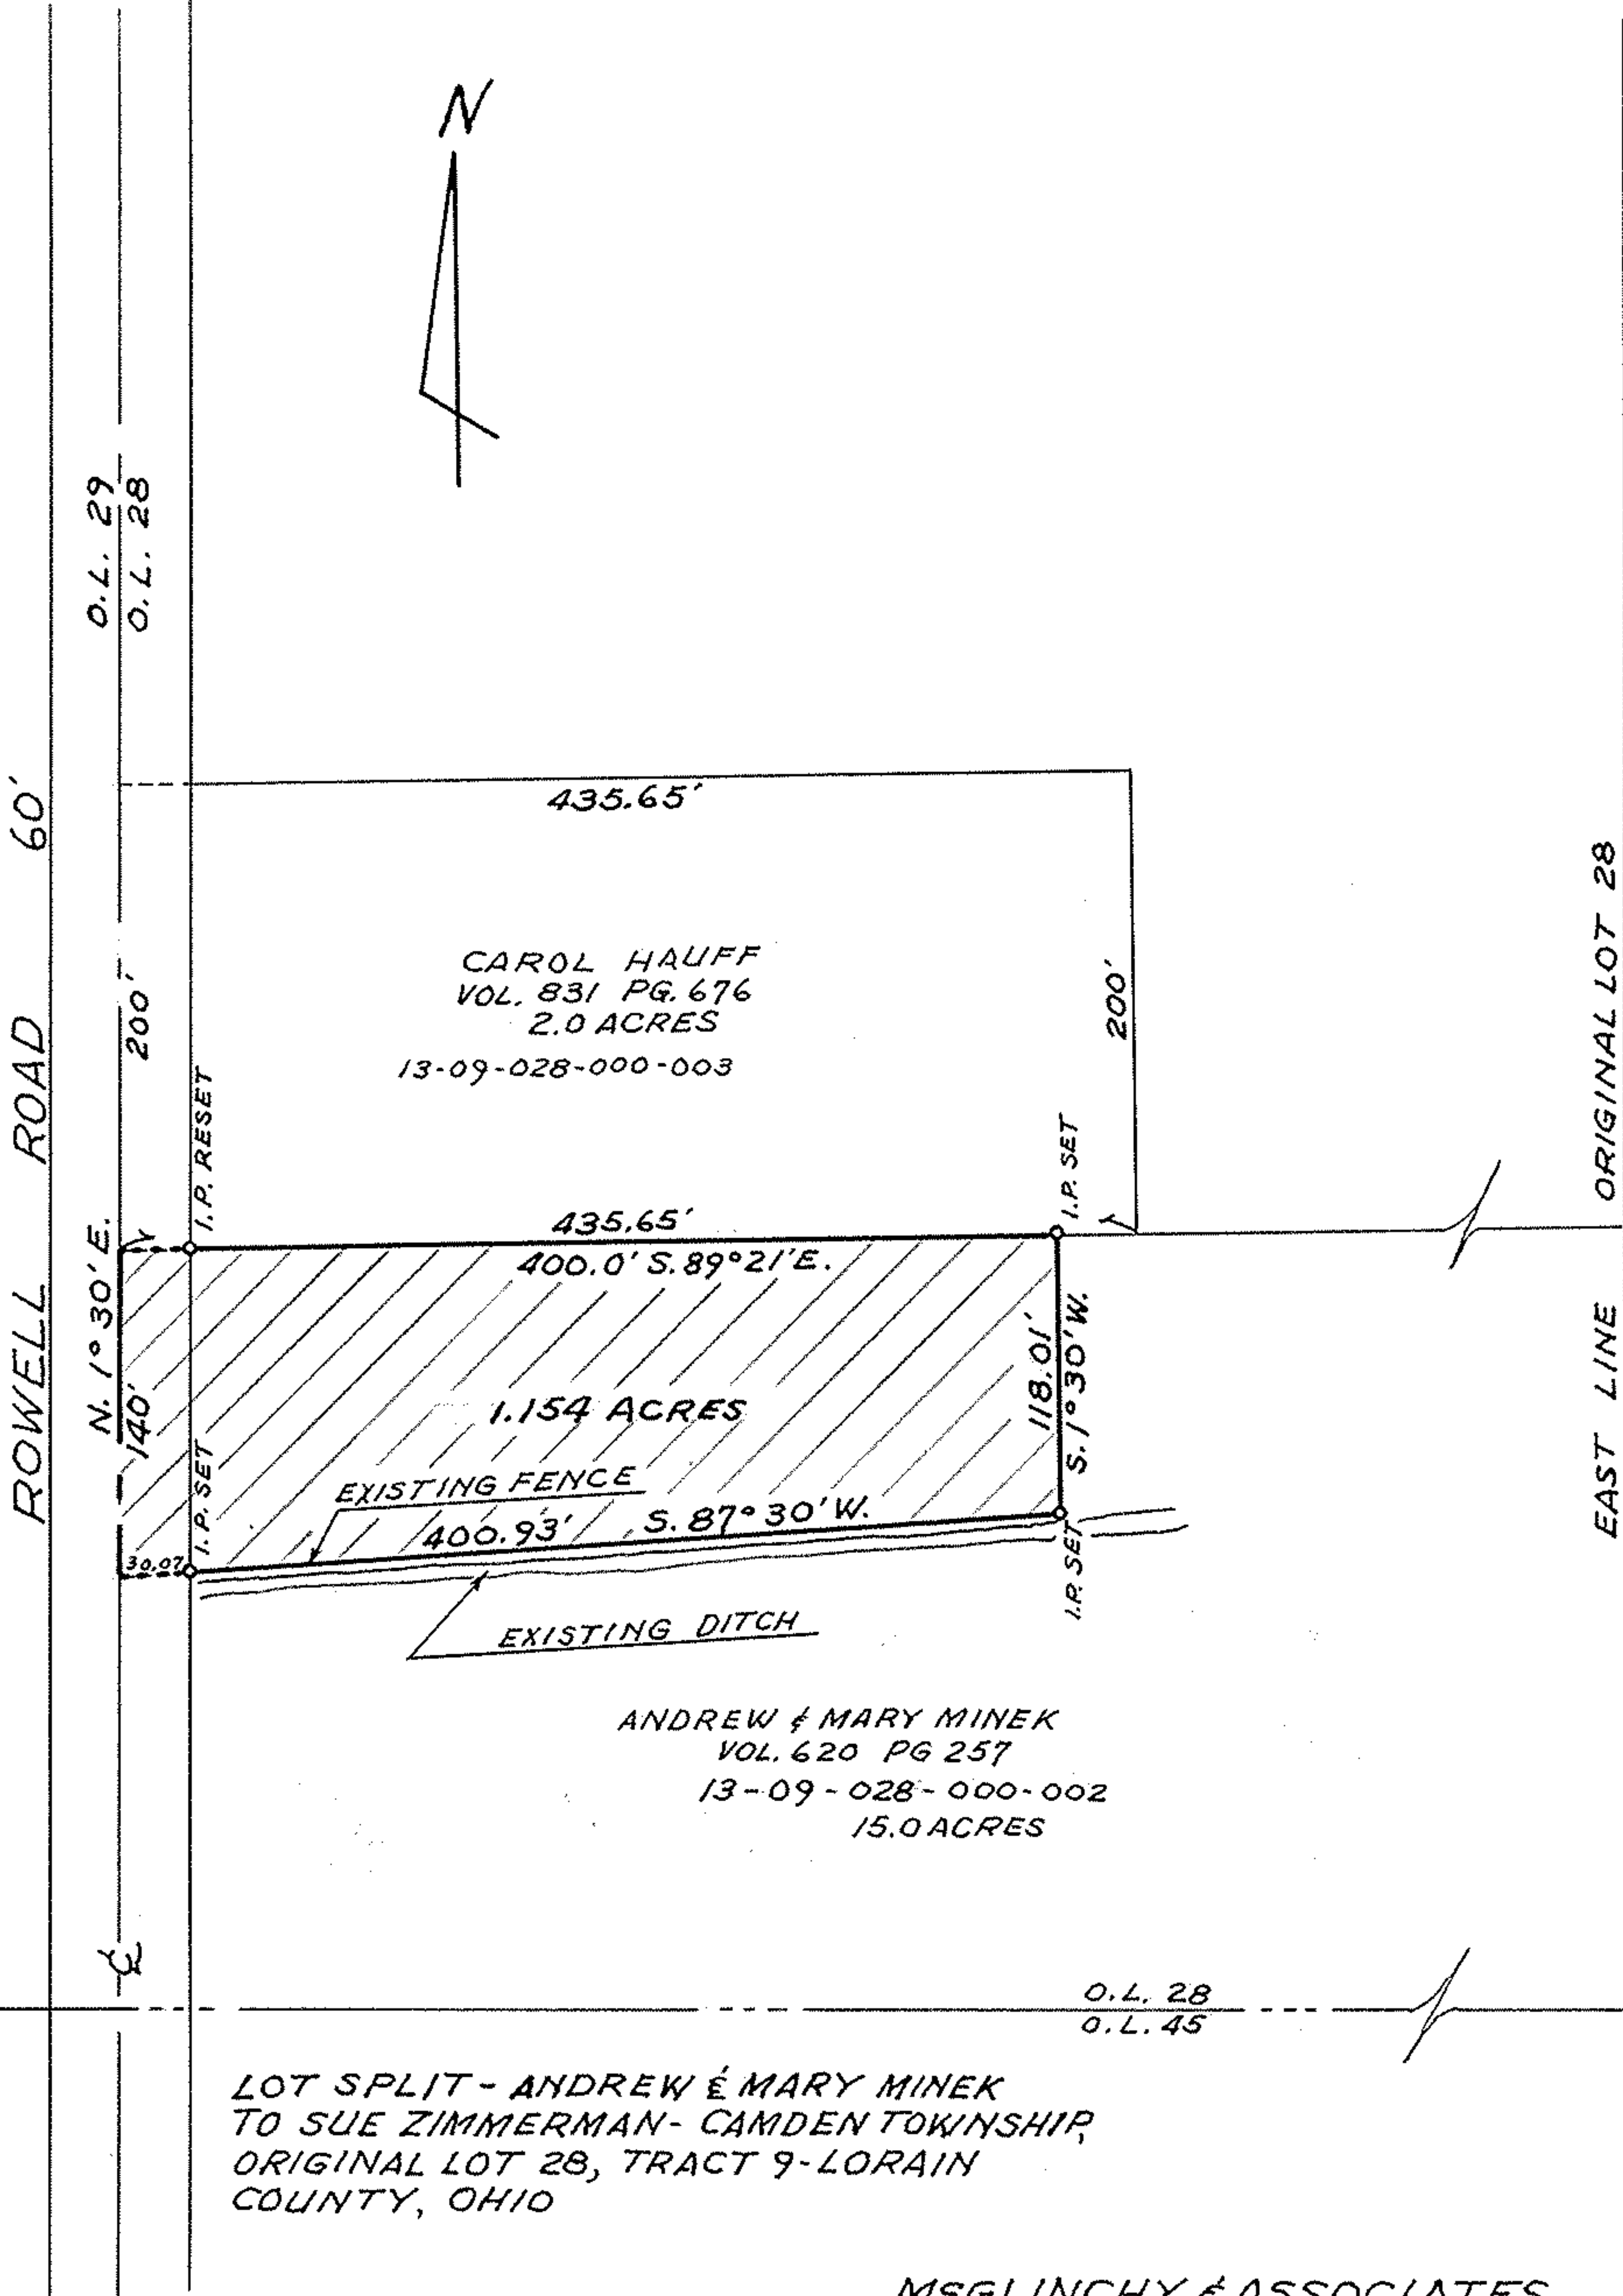 N
O.L. 29
O.L. 28
ROWELL ROAD 60'
435.65'
CAROL HAUFF
VOL. 831 PG. 676
2.0 ACRES
13-09-028-000-003
200'
200'
EAST LINE ORIGINAL LOT 28
I.P. RESET
I.P. SET
435.65'
400.0' S. 89° 21' E.
N. 1° 30' E.
140'
118.01'
S. 1° 30' W.
1.154 ACRES
I.P. SET
EXISTING FENCE
400.93' S. 87° 30' W.
30.07
I.P. SET
EXISTING DITCH
ANDREW & MARY MINEK
VOL. 620 PG 257
13-09-028-000-002
15.0 ACRES
℄
O.L. 28
O.L. 45
LOT SPLIT - ANDREW & MARY MINEK
TO SUE ZIMMERMAN - CAMDEN TOWNSHIP,
ORIGINAL LOT 28, TRACT 9 - LORAIN
COUNTY, OHIO
& ASSOCIATES